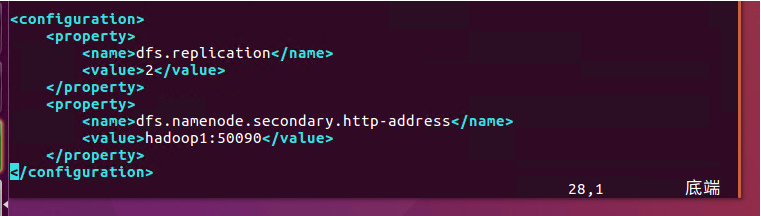 <configuration>
    <property>
        <name>dfs.replication</name>
        <value>2</value>
    </property>
    <property>
        <name>dfs.namenode.secondary.http-address</name>
        <value>hadoop1:50090</value>
    </property>
</configuration>
28,1 底端